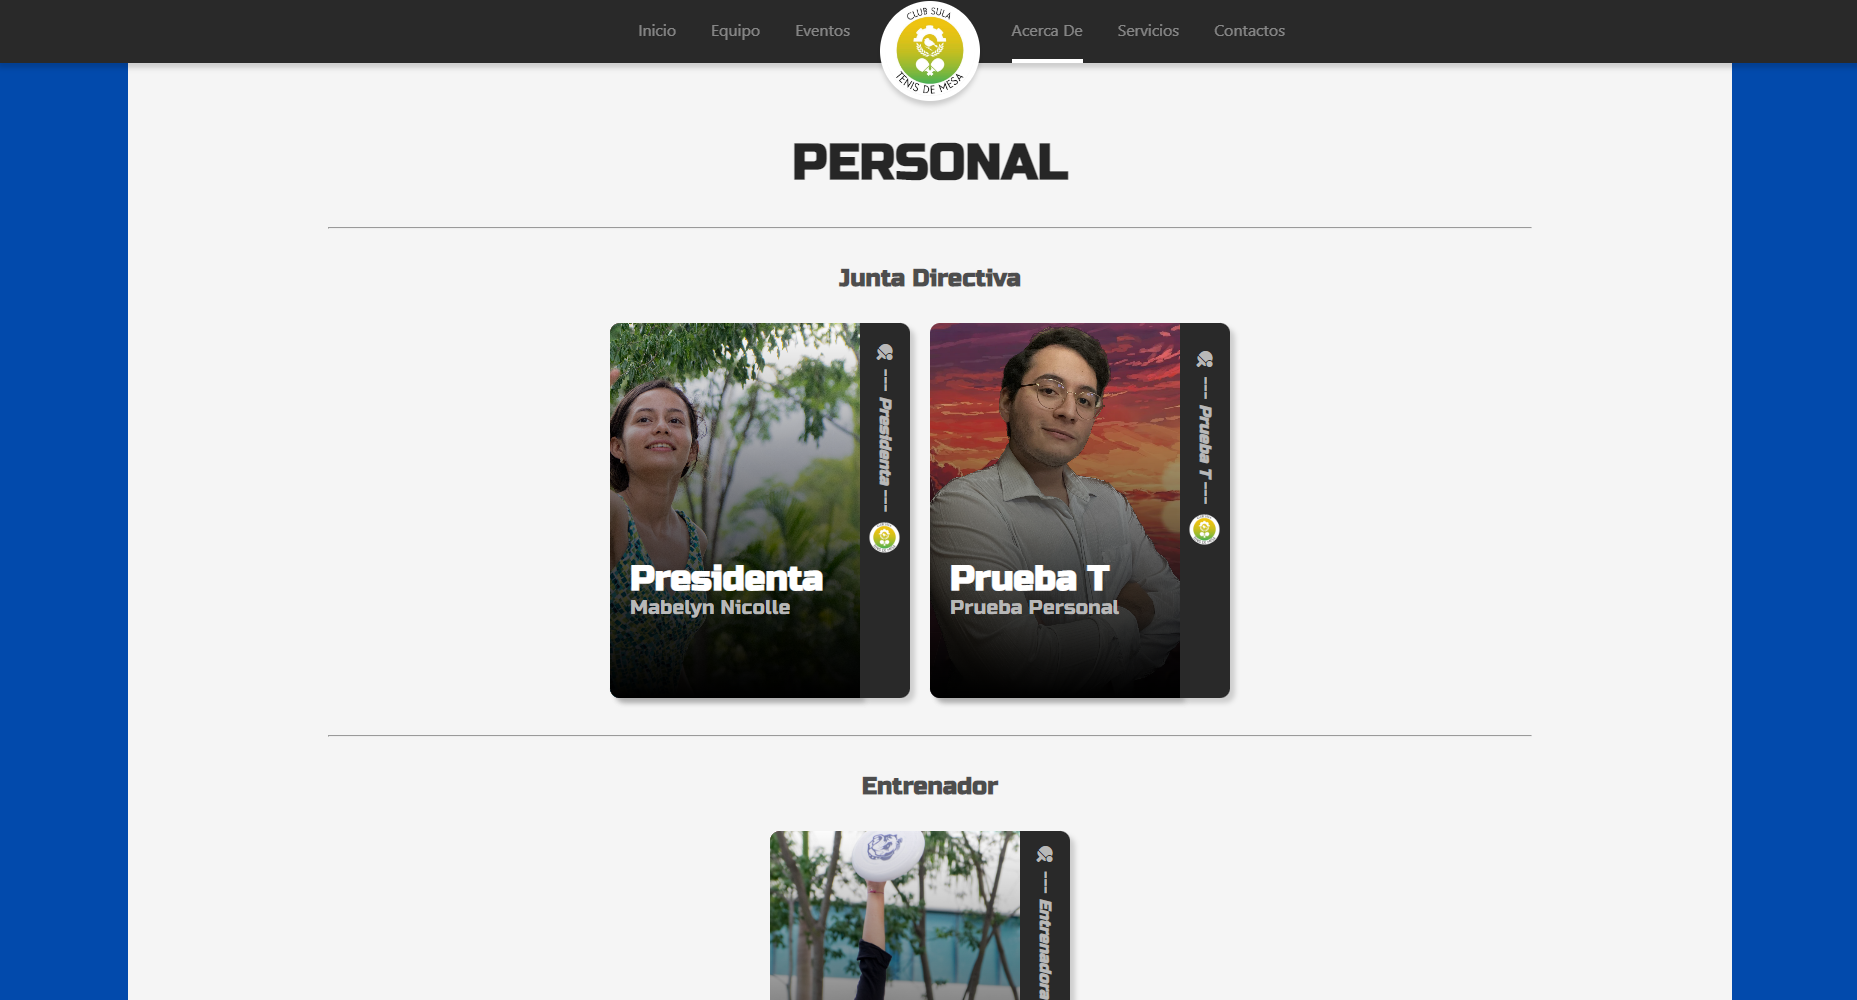 Inicio Equipo Eventos Acerca De Servicios Contactos
CLUB SULA
TENIS DE MESA
PERSONAL
Junta Directiva
--- Presidenta ---
Presidenta
Mabelyn Nicolle
--- Prueba T ---
Prueba T
Prueba Personal
Entrenador
--- Entrenadora